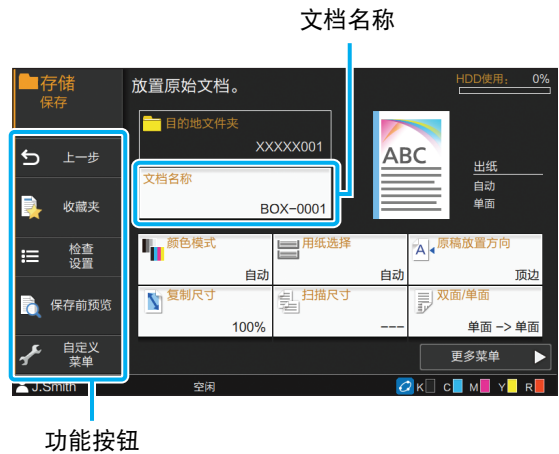 文档名称
存储
保存
放置原始文档。
HDD使用： 0%
目的地文件夹
XXXXX001
文档名称
BOX-0001
ABC
出纸
自动
单面
上一步
收藏夹
检查
设置
保存前预览
自定义
菜单
颜色模式
自动
用纸选择
自动
原稿放置方向
顶边
复制尺寸
100%
扫描尺寸
---
双面/单面
单面 -> 单面
更多菜单
J.Smith
空闲
K C M Y R
功能按钮